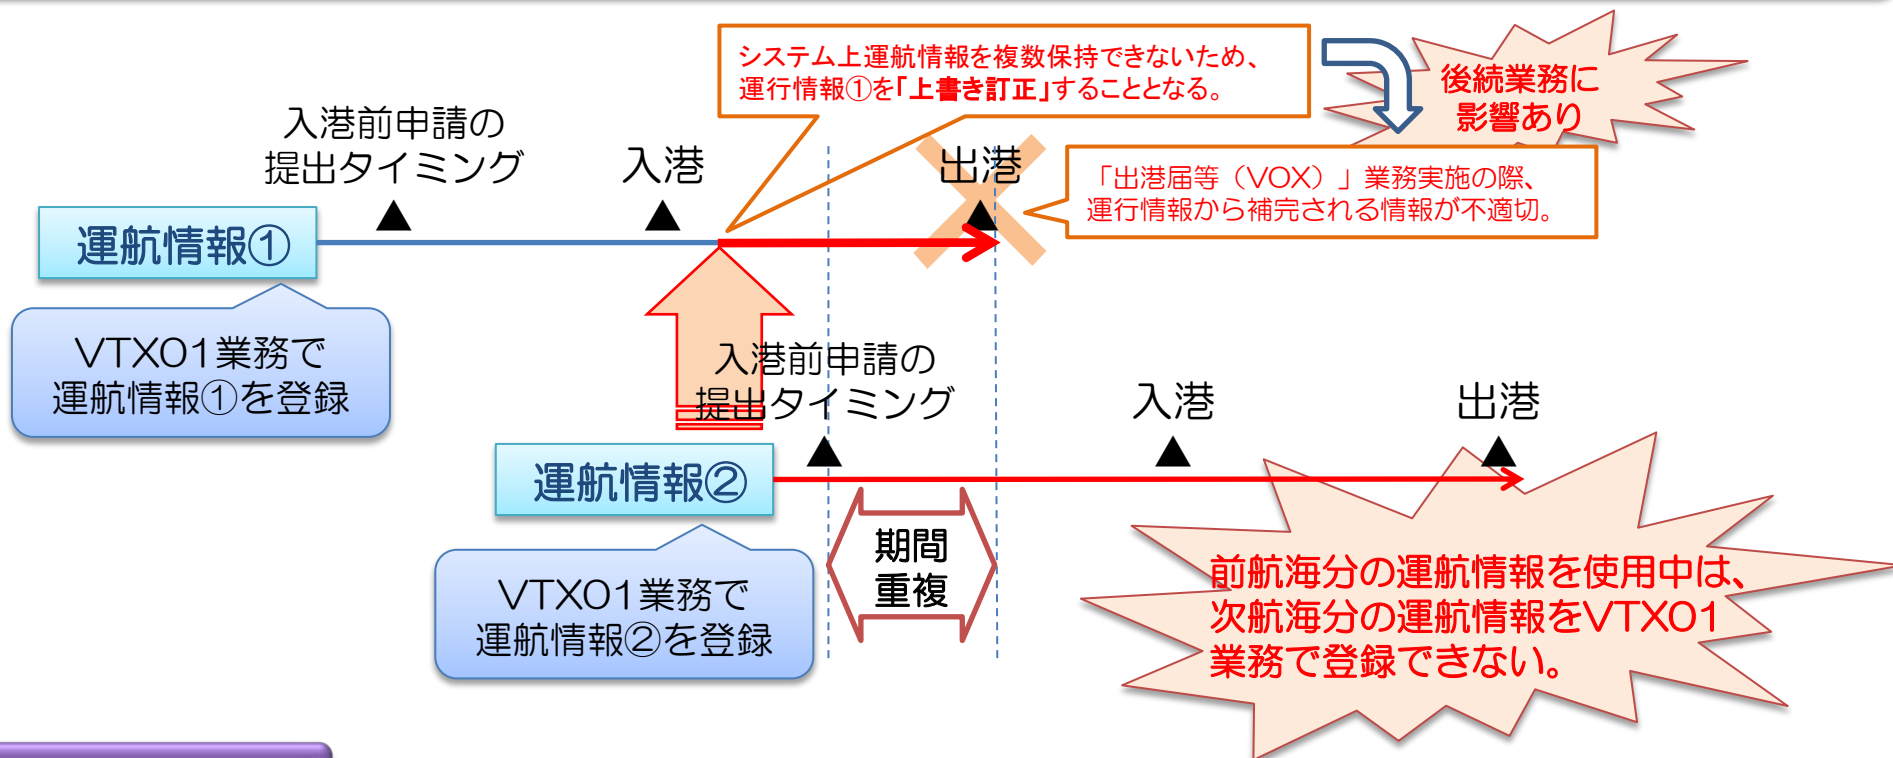 システム上運航情報を複数保持できないため、
運行情報①を「上書き訂正」することとなる。
後続業務に
影響あり
入港前申請の
提出タイミング
入港
出港
「出港届等（VOX）」業務実施の際、
運行情報から補完される情報が不適切。
運航情報①
VTX01業務で
運航情報①を登録
入港前申請の
提出タイミング
入港
出港
運航情報②
VTX01業務で
運航情報②を登録
期間
重複
前航海分の運航情報を使用中は、
次航海分の運航情報をVTX01
業務で登録できない。